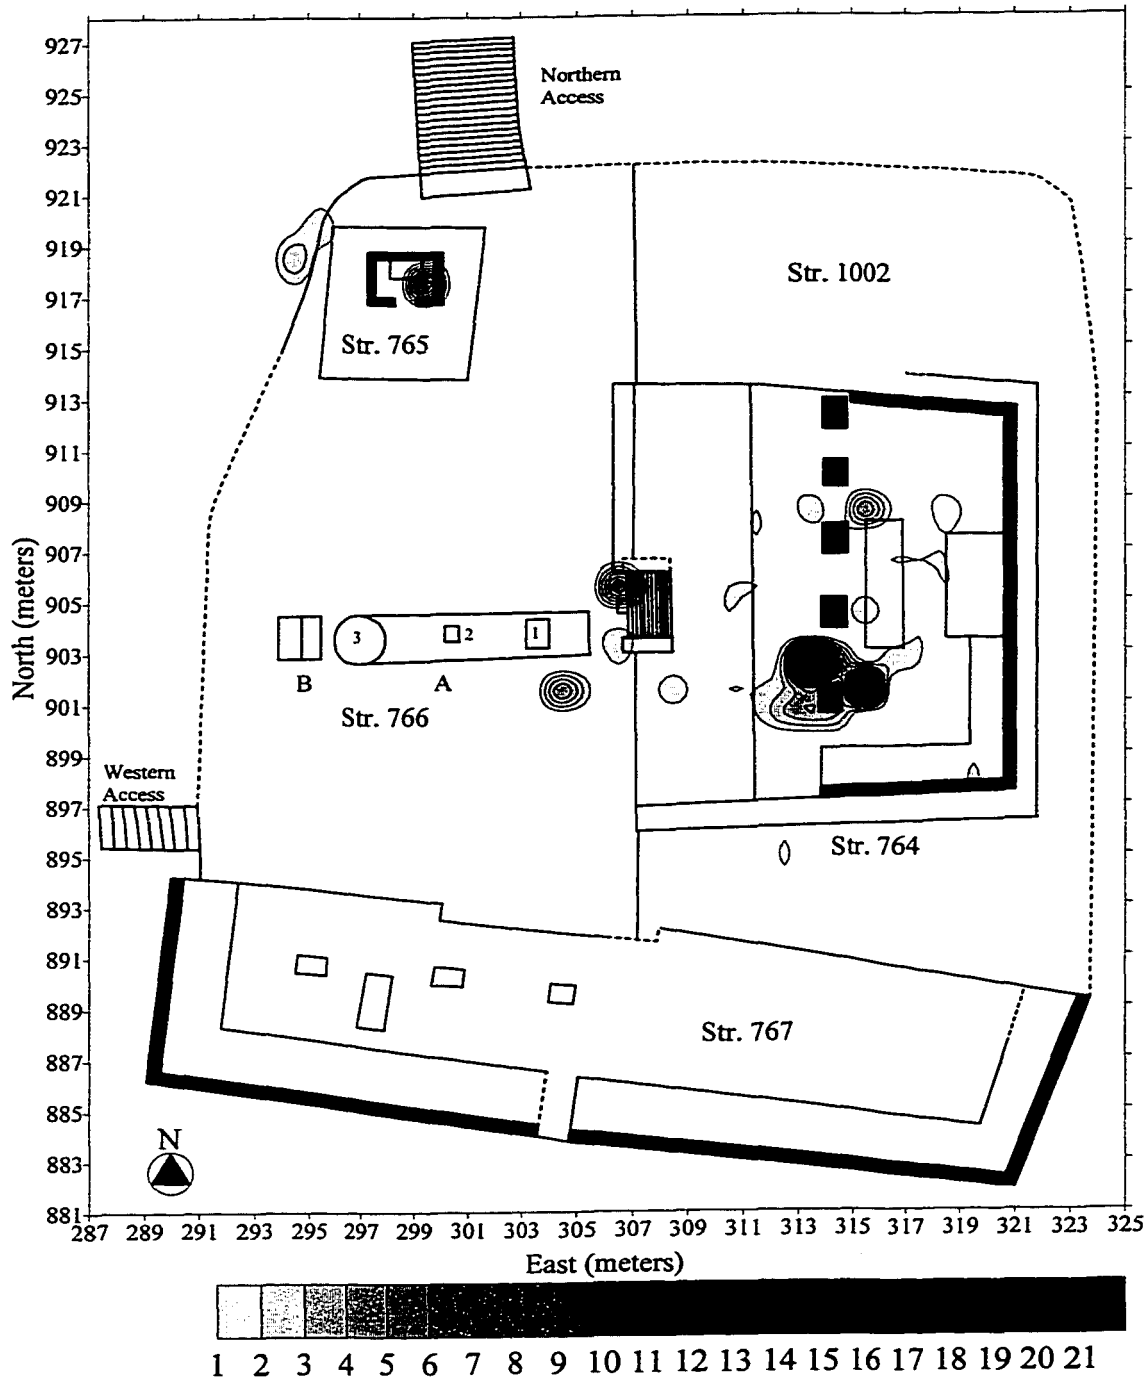 927
925
923
921
919
917
915
913
911
909
907
905
903
901
899
897
895
893
891
889
887
885
883
881
North (meters)
Northern
Access
Str. 1002
Str. 765
3
2
1
B
A
Str. 766
Western
Access
Str. 764
Str. 767
N
287 289 291 293 295 297 299 301 303 305 307 309 311 313 315 317 319 321 323 325
East (meters)
1 2 3 4 5 6 7 8 9 10 11 12 13 14 15 16 17 18 19 20 21